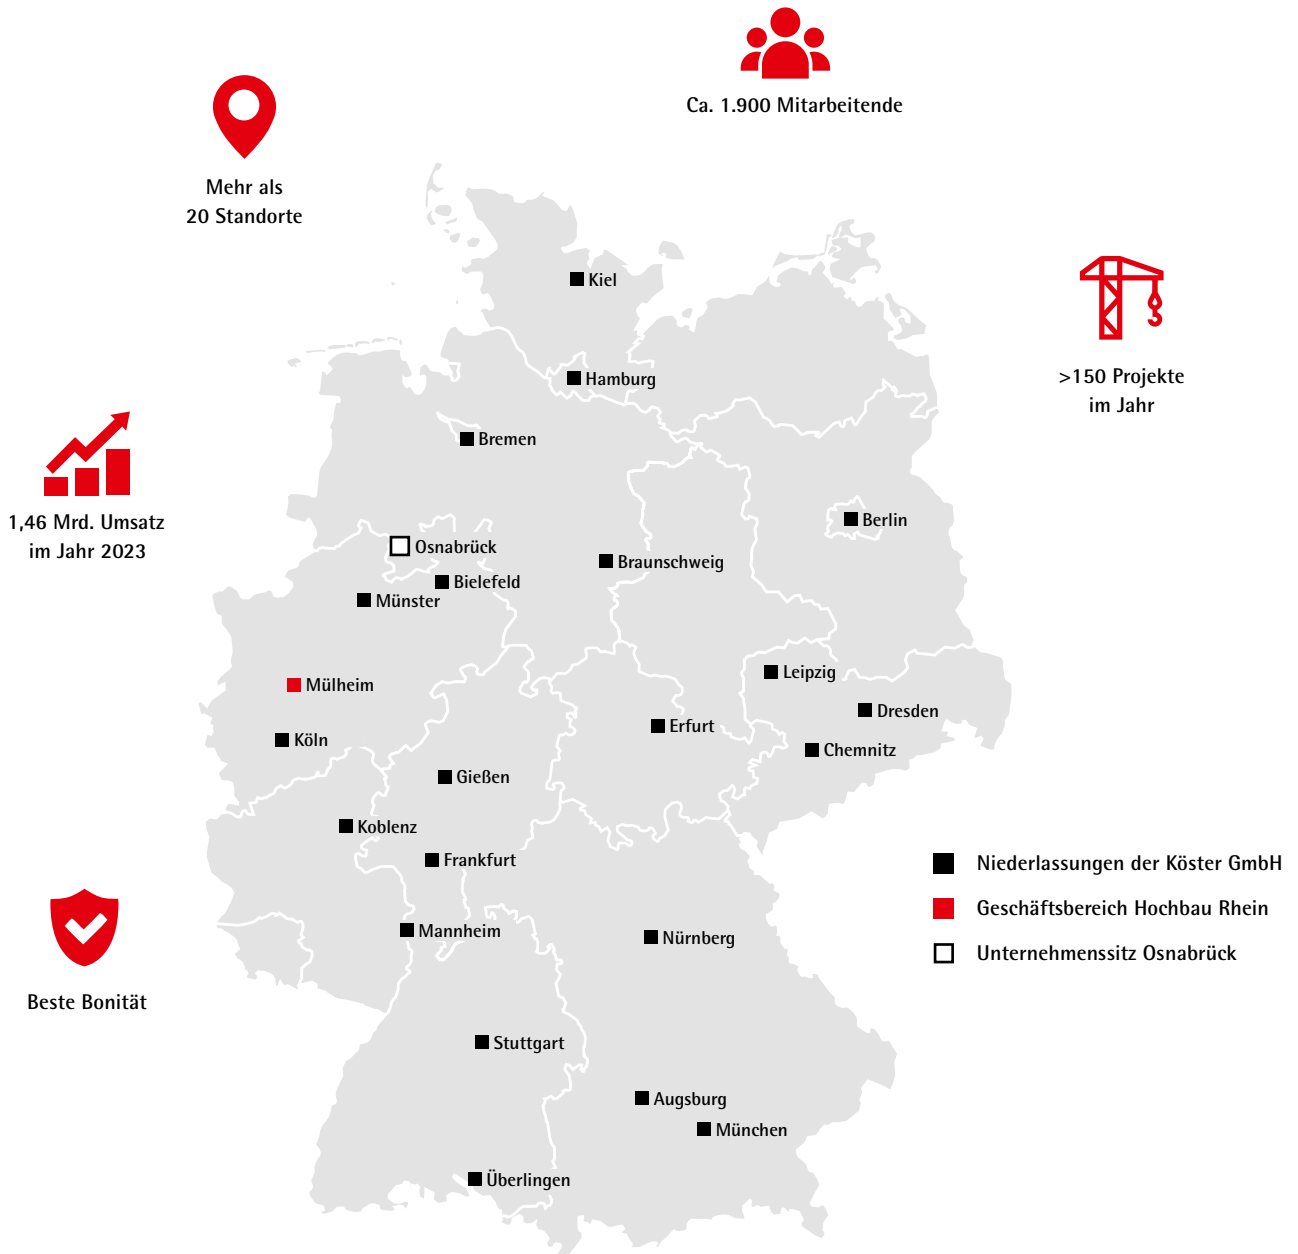 Ca. 1.900 Mitarbeitende
Mehr als
20 Standorte
>150 Projekte
im Jahr
1,46 Mrd. Umsatz
im Jahr 2023
Beste Bonität
Kiel
Hamburg
Bremen
Berlin
Osnabrück
Braunschweig
Bielefeld
Münster
Leipzig
Mülheim
Dresden
Erfurt
Köln
Chemnitz
Gießen
Koblenz
Frankfurt
Mannheim
Nürnberg
Stuttgart
Augsburg
München
Überlingen
Niederlassungen der Köster GmbH
Geschäftsbereich Hochbau Rhein
Unternehmenssitz Osnabrück